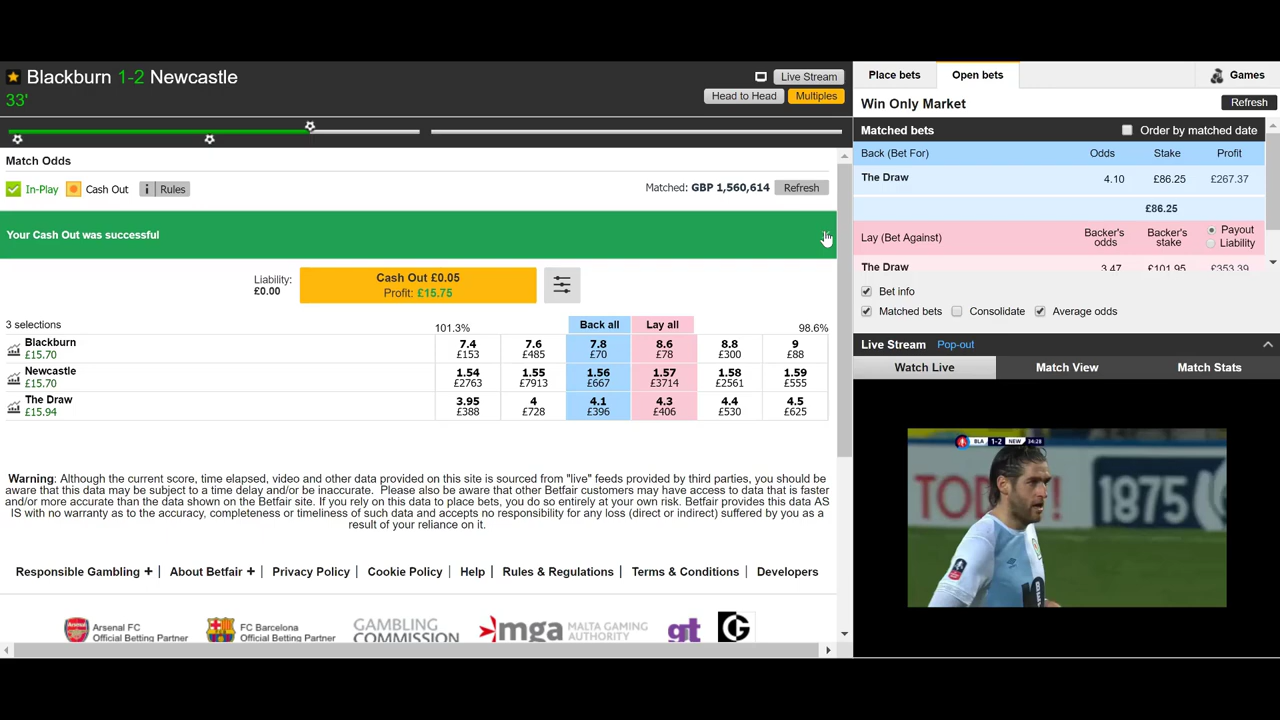 Blackburn 1-2 Newcastle
33'
Live Stream
Head to Head
Multiples
Match Odds
In-Play
Cash Out
i Rules
Matched: GBP 1,560,614
Refresh
Your Cash Out was successful
Liability:
£0.00
Cash Out £0.05
Profit: £15.75
3 selections
101.3%
Back all
Lay all
98.6%
Blackburn
£15.70
7.4 7.6 7.8 8.6 8.8 9
£153 £485 £70 £78 £300 £88
Newcastle
£15.70
1.54 1.55 1.56 1.57 1.58 1.59
£2763 £7913 £667 £3714 £2561 £555
The Draw
£15.94
3.95 4 4.1 4.3 4.4 4.5
£388 £728 £396 £406 £530 £625
Warning: Although the current score, time elapsed, video and other data provided on this site is sourced from "live" feeds provided by third parties, you should be
aware that this data may be subject to a time delay and/or be inaccurate. Please also be aware that other Betfair customers may have access to data that is faster
and/or more accurate than the data shown on the Betfair site. If you rely on this data to place bets, you do so entirely at your own risk. Betfair provides this data AS
IS with no warranty as to the accuracy, completeness or timeliness of such data and accepts no responsibility for any loss (direct or indirect) suffered by you as a
result of your reliance on it.
Responsible Gambling + | About Betfair + | Privacy Policy | Cookie Policy | Help | Rules & Regulations | Terms & Conditions | Developers
Arsenal FC
Official Betting Partner
FC Barcelona
Official Betting Partner
GAMBLING
COMMISSION
mga
MALTA GAMING
AUTHORITY
gt
G
Place bets
Open bets
Games
Win Only Market
Refresh
Matched bets
Order by matched date
Back (Bet For) Odds Stake Profit
The Draw 4.10 £86.25 £267.37
£86.25
Lay (Bet Against)
Backer's
odds
Backer's
stake
Payout
Liability
The Draw 3.47 £101.95 £353.39
Bet info
Matched bets
Consolidate
Average odds
Live Stream Pop-out
Watch Live
Watch View
Match Stats
BLA 1-2 NEW 34:28
TODS
1875